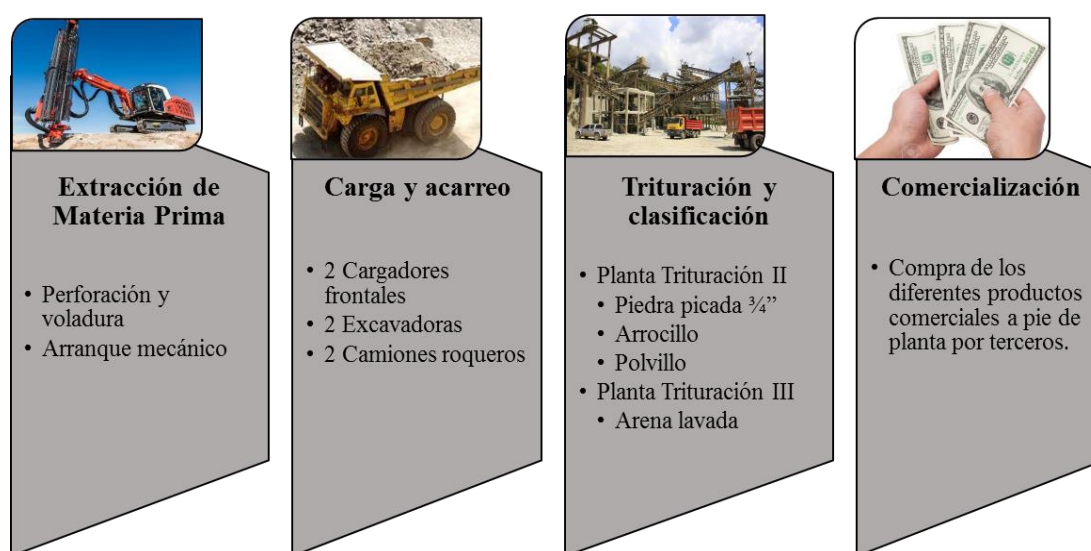 Extracción de
Materia Prima
• Perforación y
voladura
• Arranque mecánico
Carga y acarreo
• 2 Cargadores
frontales
• 2 Excavadoras
• 2 Camiones roqueros
Trituración y
clasificación
• Planta Trituración II
• Piedra picada ¾”
• Arrocillo
• Polvillo
• Planta Trituración III
• Arena lavada
Comercialización
• Compra de los
diferentes productos
comerciales a pie de
planta por terceros.